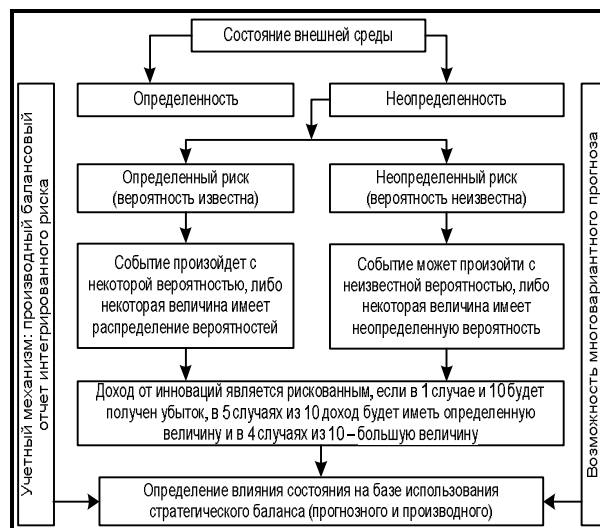 Состояние внешней среды
Определенность
Неопределенность
Определенный риск
(вероятность известна)
Неопределенный риск
(вероятность неизвестна)
Событие произойдет с
некоторой вероятностью, либо
некоторая величина имеет
распределение вероятностей
Событие может произойти с
неизвестной вероятностью, либо
некоторая величина имеет
неопределенную вероятность
Доход от инноваций является рискованным, если в 1 случае и 10 будет
получен убыток, в 5 случаях из 10 доход будет иметь определенную
величину и в 4 случаях из 10 – большую величину
Определение влияния состояния на базе использования
стратегического баланса (прогнозного и производного)
Учетный механизм: производный балансовый
отчет интегрированного риска
Возможность многовариантного прогноза